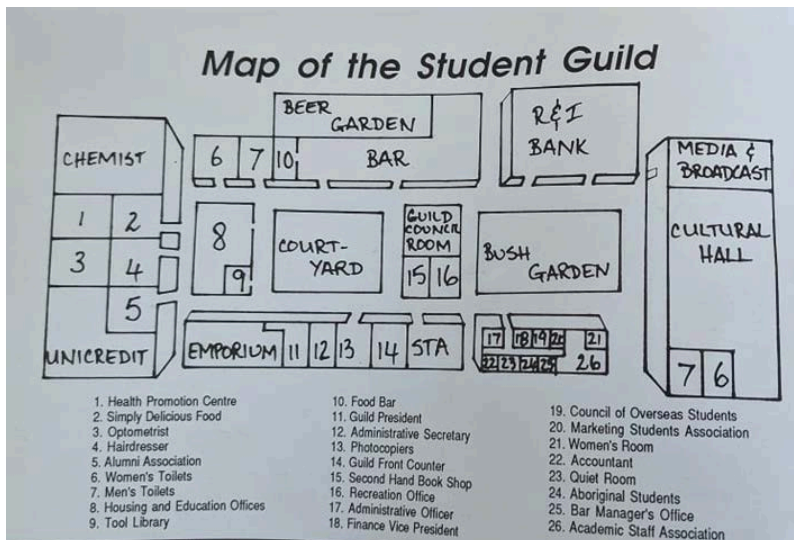 Map of the Student Guild
BEER
GARDEN
R&I
BANK
CHEMIST
6 7 10
BAR
MEDIA &
BROADCAST
1 2
8
COURT-
YARD
GUILD
COUNCIL
ROOM
BUSH
GARDEN
CULTURAL
HALL
3 4
9
15 16
5
UNICREDIT
EMPORIUM 11 12 13 14 STA
17 18 19 20 21
22 23 24 25 26
7 6
1. Health Promotion Centre
2. Simply Delicious Food
3. Optometrist
4. Hairdresser
5. Alumni Association
6. Women's Toilets
7. Men's Toilets
8. Housing and Education Offices
9. Tool Library
10. Food Bar
11. Guild President
12. Administrative Secretary
13. Photocopiers
14. Guild Front Counter
15. Second Hand Book Shop
16. Recreation Office
17. Administrative Officer
18. Finance Vice President
19. Council of Overseas Students
20. Marketing Students Association
21. Women's Room
22. Accountant
23. Quiet Room
24. Aboriginal Students
25. Bar Manager's Office
26. Academic Staff Association